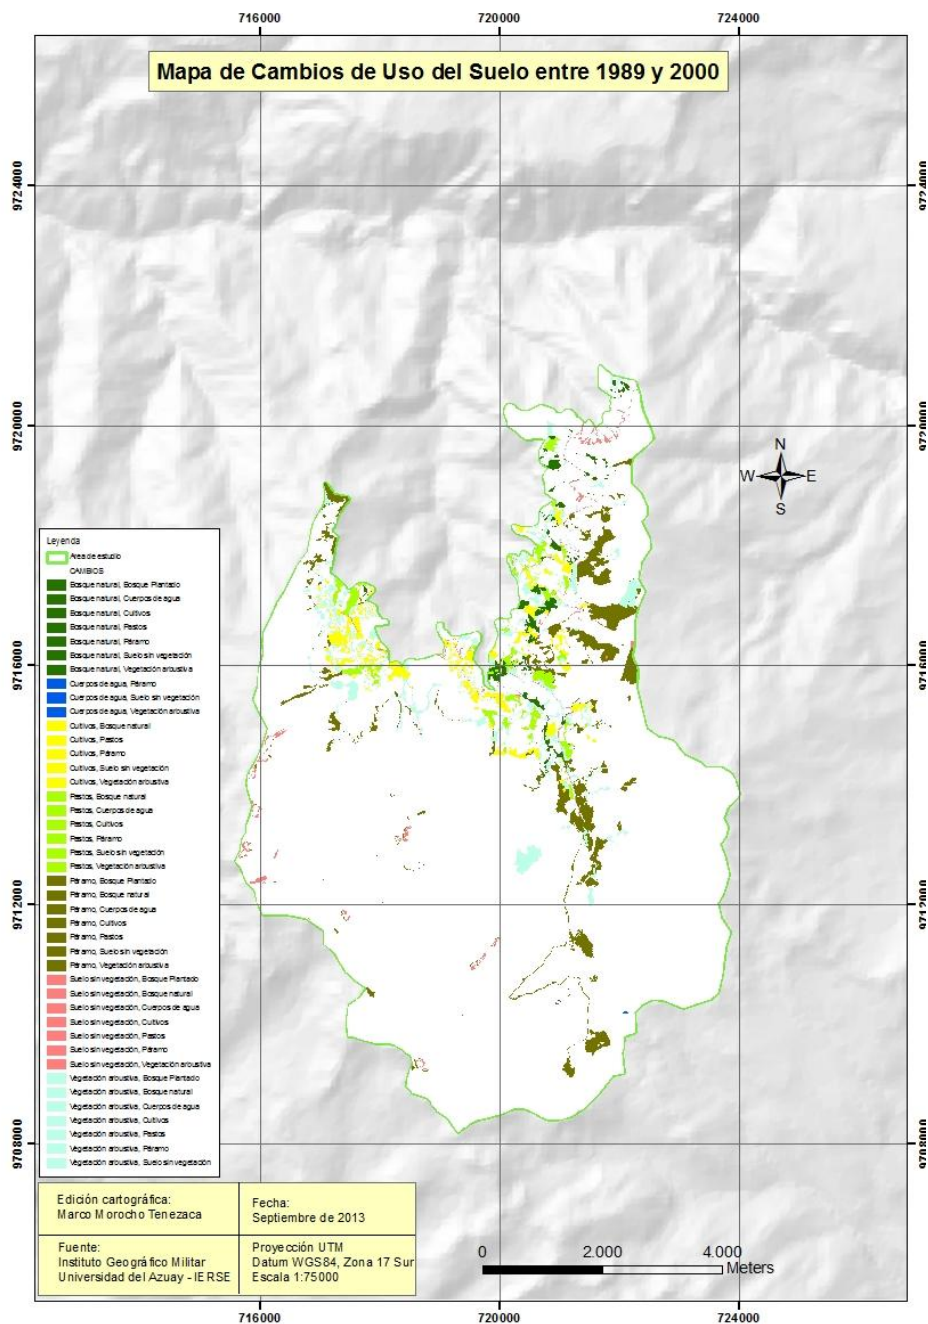 716000
720000
724000
Mapa de Cambios de Uso del Suelo entre 1989 y 2000
9724000
9724000
9720000
9720000
N
W
E
S
Leyenda
Area de estudio
CAMBIOS
Bosque natural, Bosque Plantado
Bosque natural, Cuerpos de agua
Bosque natural, Cultivos
Bosque natural, Pastos
Bosque natural, Páramo
Bosque natural, Suelo sin vegetación
Bosque natural, Vegetación arbustiva
Cuerpos de agua, Páramo
Cuerpos de agua, Suelo sin vegetación
Cuerpos de agua, Vegetación arbustiva
Cultivos, Bosque natural
Cultivos, Pastos
Cultivos, Páramo
Cultivos, Suelo sin vegetación
Cultivos, Vegetación arbustiva
Pastos, Bosque natural
Pastos, Cuerpos de agua
Pastos, Cultivos
Pastos, Páramo
Pastos, Suelo sin vegetación
Pastos, Vegetación arbustiva
Páramo, Bosque Plantado
Páramo, Bosque natural
Páramo, Cuerpos de agua
Páramo, Cultivos
Páramo, Pastos
Páramo, Suelo sin vegetación
Páramo, Vegetación arbustiva
Suelo sin vegetación, Bosque Plantado
Suelo sin vegetación, Bosque natural
Suelo sin vegetación, Cuerpos de agua
Suelo sin vegetación, Cultivos
Suelo sin vegetación, Pastos
Suelo sin vegetación, Páramo
Suelo sin vegetación, Vegetación arbustiva
Vegetación arbustiva, Bosque Plantado
Vegetación arbustiva, Bosque natural
Vegetación arbustiva, Cuerpos de agua
Vegetación arbustiva, Cultivos
Vegetación arbustiva, Pastos
Vegetación arbustiva, Páramo
Vegetación arbustiva, Suelo sin vegetación
9716000
9716000
9712000
9712000
9708000
9708000
Edición cartográfica:
Marco Morocho Tenezaca
Fecha:
Septiembre de 2013
Fuente:
Instituto Geográfico Militar
Universidad del Azuay - IERSE
Proyección UTM
Datum WGS84, Zona 17 Sur
Escala 1:75000
0 2.000 4.000
Meters
716000
720000
724000